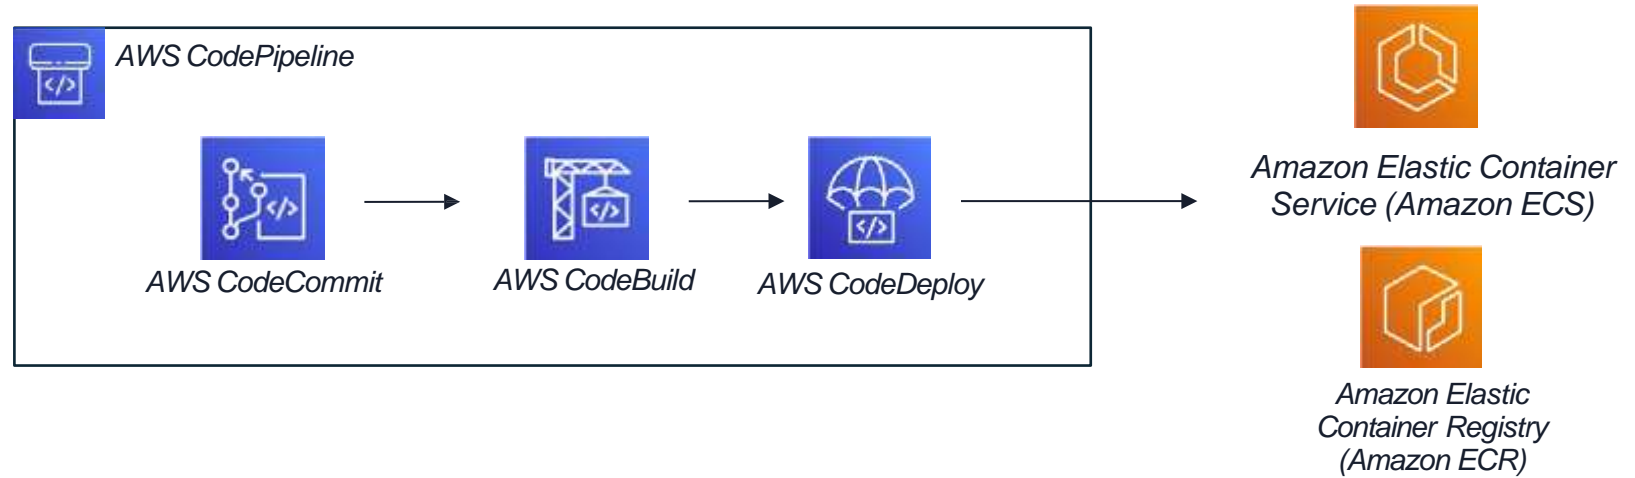 AWS CodePipeline
</>
</>
</>
</>
AWS CodeCommit
AWS CodeBuild
AWS CodeDeploy
Amazon Elastic Container
Service (Amazon ECS)
Amazon Elastic
Container Registry
(Amazon ECR)